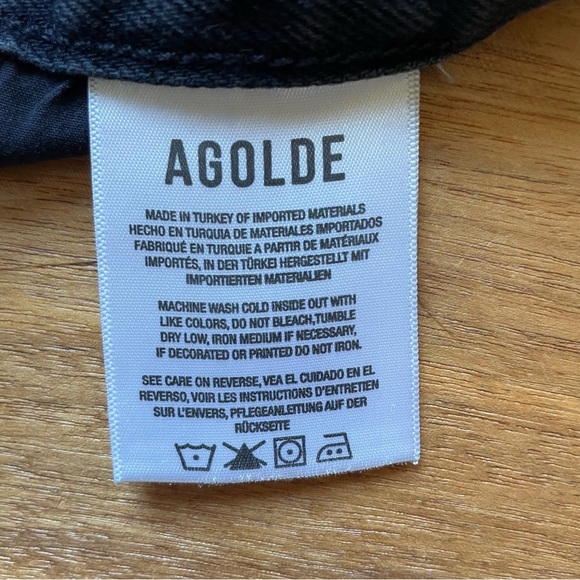 AGOLDE
MADE IN TURKEY OF IMPORTED MATERIALS
HECHO EN TURQUIA DE MATERIALES IMPORTADOS
FABRIQUÉ EN TURQUIE A PARTIR DE MATÉRIAUX
IMPORTÉS, IN DER TÜRKEI HERGESTELLT MIT
IMPORTIERTEN MATERIALIEN
MACHINE WASH COLD INSIDE OUT WITH
LIKE COLORS, DO NOT BLEACH,TUMBLE
DRY LOW, IRON MEDIUM IF NECESSARY,
IF DECORATED OR PRINTED DO NOT IRON.
SEE CARE ON REVERSE, VEA EL CUIDADO EN EL
REVERSO, VOIR LES INSTRUCTIONS D'ENTRETIEN
SUR L'ENVERS, PFLEGEANLEITUNG AUF DER
RÜCKSEITE